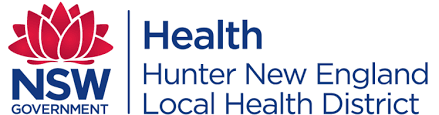 NSW
GOVERNMENT
Health
Hunter New England
Local Health District